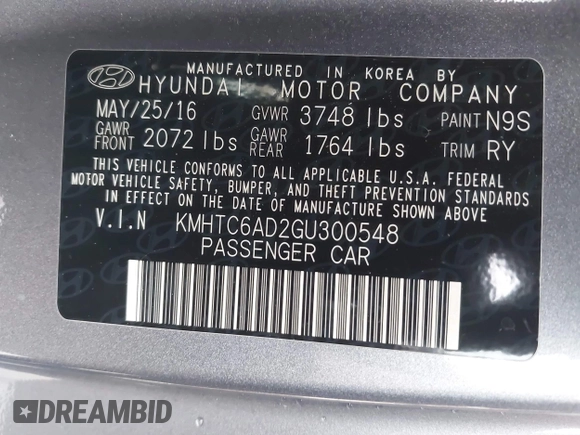 MANUFACTURED IN KOREA BY
HYUNDAI MOTOR COMPANY
MAY/25/16 GVWR 3748 lbs PAINT N9S
GAWR FRONT 2072 lbs GAWR REAR 1764 lbs TRIM RY
THIS VEHICLE CONFORMS TO ALL APPLICABLE U.S.A. FEDERAL
MOTOR VEHICLE SAFETY, BUMPER, AND THEFT PREVENTION STANDARDS
IN EFFECT ON THE DATE OF MANUFACTURE SHOWN ABOVE.
V.I.N KMHTC6AD2GU300548
PASSENGER CAR
DREAMBID